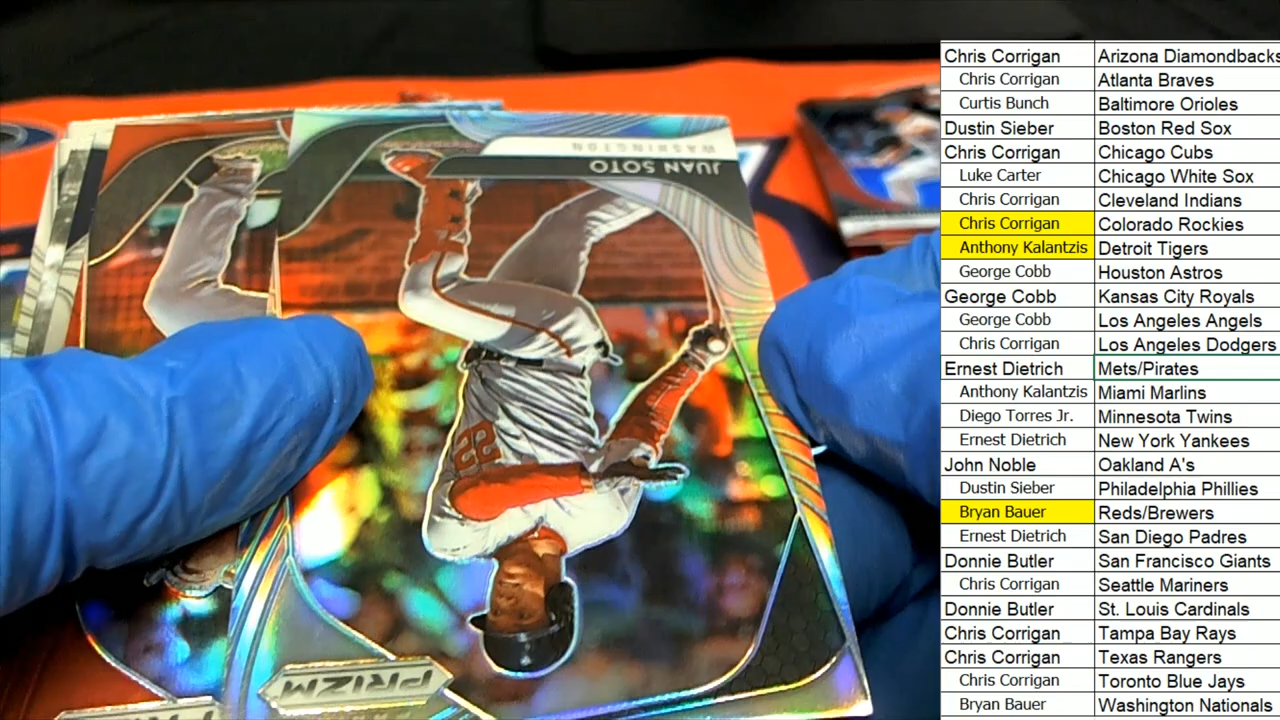 WASHINGTON
JUAN SOTO
22
PRIZM
Chris Corrigan Arizona Diamondbacks
Chris Corrigan Atlanta Braves
Curtis Bunch Baltimore Orioles
Dustin Sieber Boston Red Sox
Chris Corrigan Chicago Cubs
Luke Carter Chicago White Sox
Chris Corrigan Cleveland Indians
Chris Corrigan Colorado Rockies
Anthony Kalantzis Detroit Tigers
George Cobb Houston Astros
George Cobb Kansas City Royals
George Cobb Los Angeles Angels
Chris Corrigan Los Angeles Dodgers
Ernest Dietrich Mets/Pirates
Anthony Kalantzis Miami Marlins
Diego Torres Jr. Minnesota Twins
Ernest Dietrich New York Yankees
John Noble Oakland A's
Dustin Sieber Philadelphia Phillies
Bryan Bauer Reds/Brewers
Ernest Dietrich San Diego Padres
Donnie Butler San Francisco Giants
Chris Corrigan Seattle Mariners
Donnie Butler St. Louis Cardinals
Chris Corrigan Tampa Bay Rays
Chris Corrigan Texas Rangers
Chris Corrigan Toronto Blue Jays
Bryan Bauer Washington Nationals